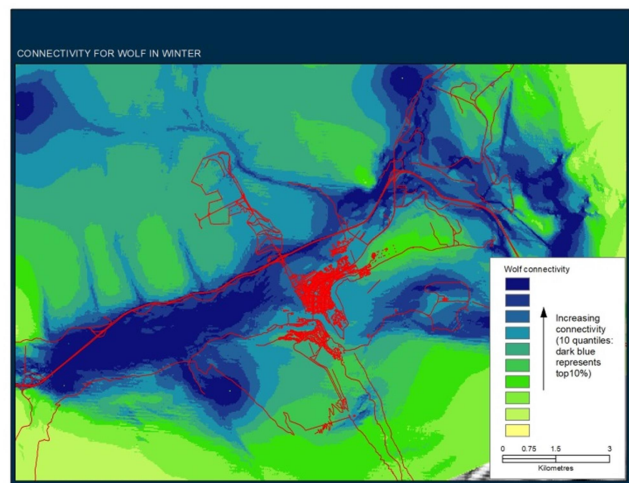 CONNECTIVITY FOR WOLF IN WINTER
Wolf connectivity
Increasing
connectivity
(10 quantiles:
dark blue
represents
top10%)
0 0.75 1.5 3
Kilometres